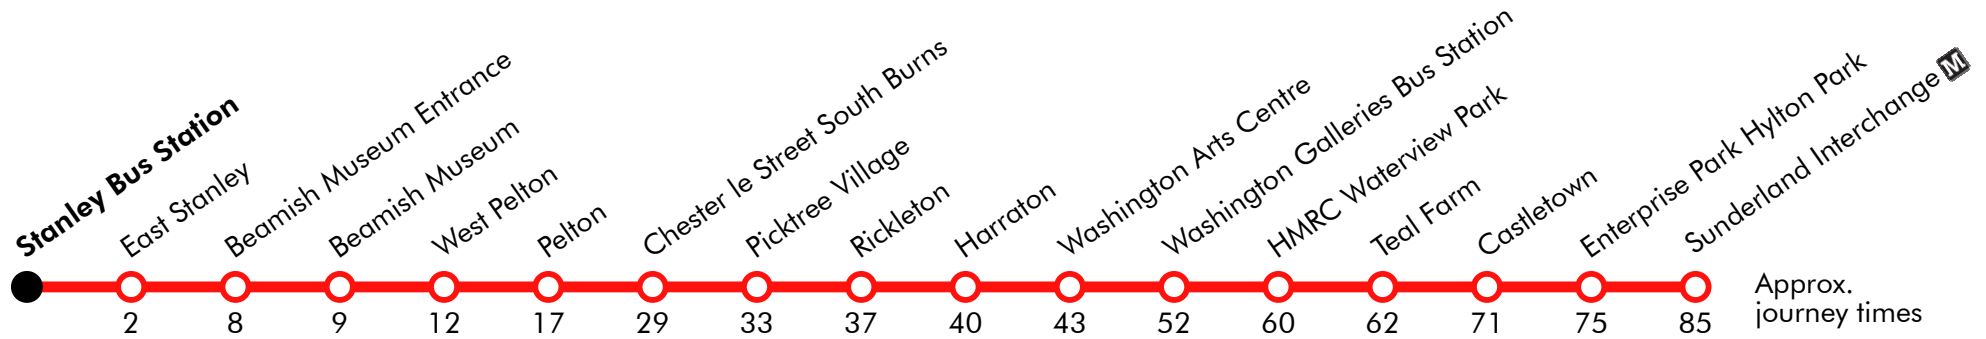 Stanley Bus Station
East Stanley
Beamish Museum Entrance
Beamish Museum
West Pelton
Pelton
Chester le Street South Burns
Picktree Village
Rickleton
Harraton
Washington Arts Centre
Washington Galleries Bus Station
HMRC Waterview Park
Teal Farm
Castletown
Enterprise Park Hylton Park
Sunderland Interchange M
2 8 9 12 17 29 33 37 40 43 52 60 62 71 75 85
Approx.
journey times